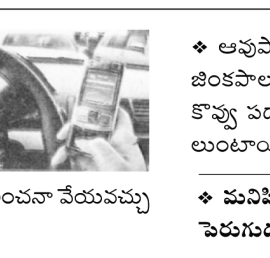 ❖ ఆవుపా
జింకపాల
కొవ్వు పద
లుంటాయి
ంచనా వేయవచ్చు
❖ మనిషి
పెరుగుద